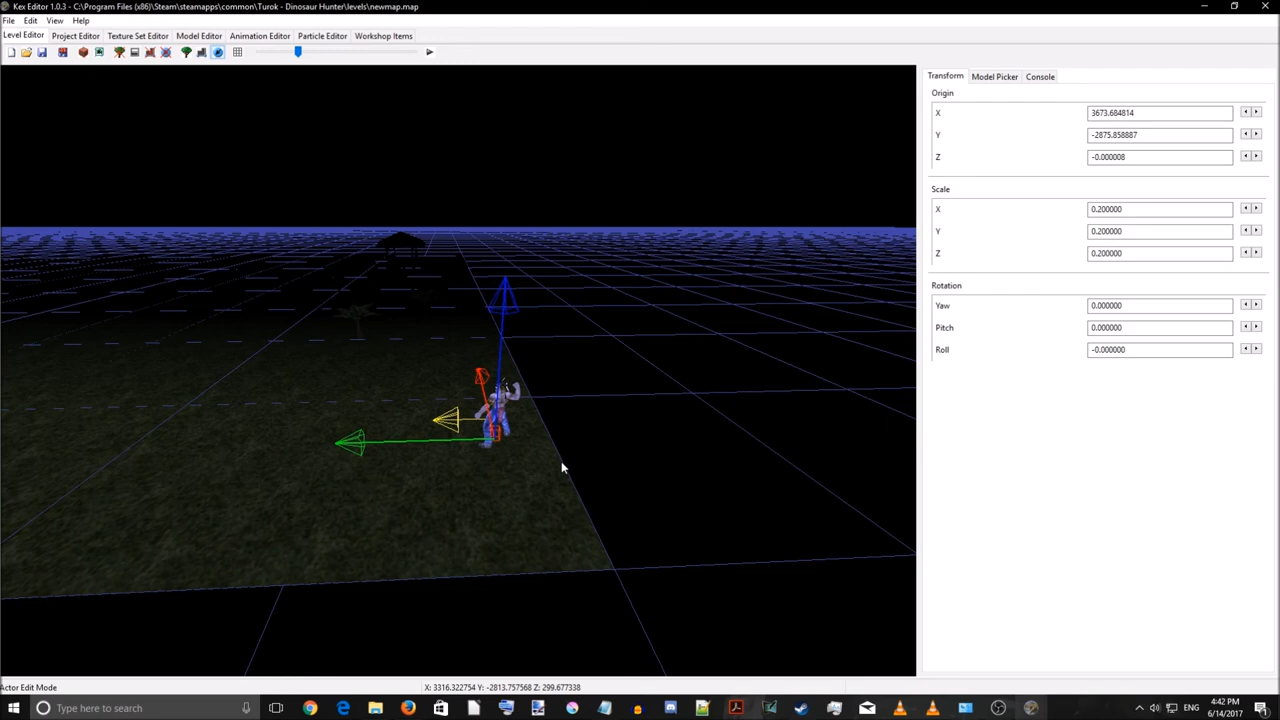 Kex Editor 1.0.3 - C:\Program Files (x86)\Steam\steamapps\common\Turok - Dinosaur Hunter\levels\newmap.map
File Edit View Help
Level Editor Project Editor Texture Set Editor Model Editor Animation Editor Particle Editor Workshop Items
Transform Model Picker Console
Origin
X 3673.684814
Y -2875.858887
Z -0.000008
Scale
X 0.200000
Y 0.200000
Z 0.200000
Rotation
Yaw 0.000000
Pitch 0.000000
Roll -0.000000
Actor Edit Mode X: 3316.322754 Y: -2813.757568 Z: 299.677338
Type here to search
ENG
4:42 PM
6/14/2017